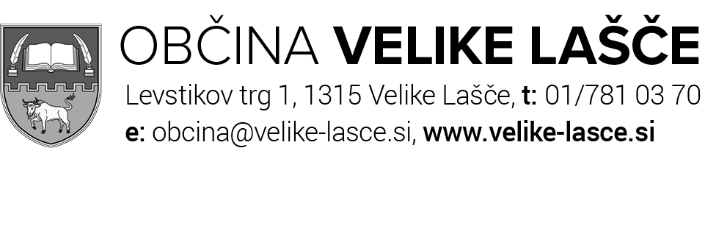 OBČINA VELIKE LAŠČE
Levstikov trg 1, 1315 Velike Lašče, t: 01/781 03 70
e: obcina@velike-lasce.si, www.velike-lasce.si